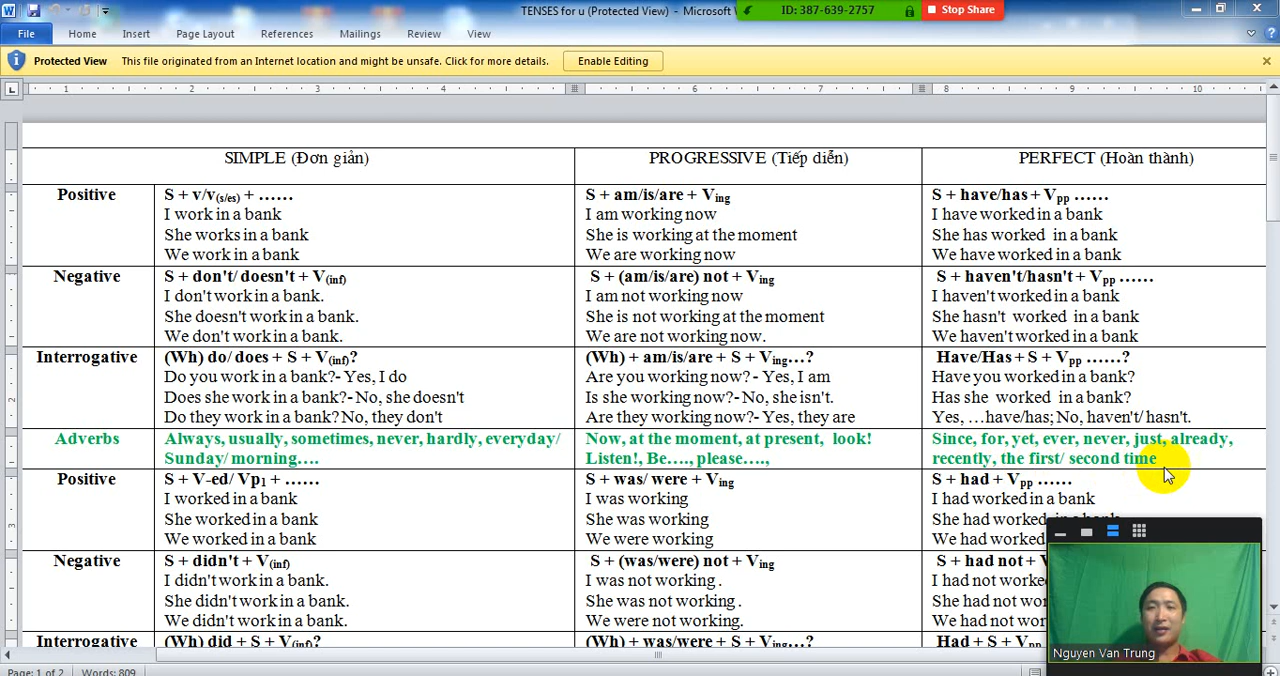 TENSES for u (Protected View) - Microsoft W
ID: 387-639-2757
Stop Share
File Home Insert Page Layout References Mailings Review View
Protected View This file originated from an Internet location and might be unsafe. Click for more details. Enable Editing
1 2 3 4 6 7 8 9 10
SIMPLE (Đơn giản) PROGRESSIVE (Tiếp diễn) PERFECT (Hoàn thành)
Positive S + v/v(s/es) + …… S + am/is/are + Ving S + have/has + Vpp ……
I work in a bank I am working now I have worked in a bank
She works in a bank She is working at the moment She has worked in a bank
We work in a bank We are working now We have worked in a bank
Negative S + don't/ doesn't + V(inf) S + (am/is/are) not + Ving S + haven't/hasn't + Vpp ……
I don't work in a bank. I am not working now I haven't worked in a bank
She doesn't work in a bank. She is not working at the moment She hasn't worked in a bank
We don't work in a bank. We are not working now. We haven't worked in a bank
Interrogative (Wh) do/ does + S + V(inf)? (Wh) + am/is/are + S + Ving…? Have/Has + S + Vpp ……?
Do you work in a bank?- Yes, I do Are you working now? - Yes, I am Have you worked in a bank?
Does she work in a bank?- No, she doesn't Is she working now?- No, she isn't. Has she worked in a bank?
Do they work in a bank? No, they don't Are they working now?- Yes, they are Yes, …have/has; No, haven't/ hasn't.
Adverbs Always, usually, sometimes, never, hardly, everyday/ Now, at the moment, at present, look! Since, for, yet, ever, never, just, already,
Sunday/ morning…. Listen!, Be…., please…., recently, the first/ second time
Positive S + V-ed/ Vp1 + …… S + was/ were + Ving S + had + Vpp ……
I worked in a bank I was working I had worked in a bank
She worked in a bank She was working She had worked
We worked in a bank We were working We had worked
Negative S + didn't + V(inf) S + (was/were) not + Ving S + had not + V
I didn't work in a bank. I was not working . I had not worke
She didn't work in a bank. She was not working . She had not wo
We didn't work in a bank. We were not working. We had not wo
Interrogative (Wh) did + S + V(inf)? (Wh) + was/were + S + Ving…? Had + S + Vpp
Nguyen Van Trung
Page: 1 of 2 Words: 809